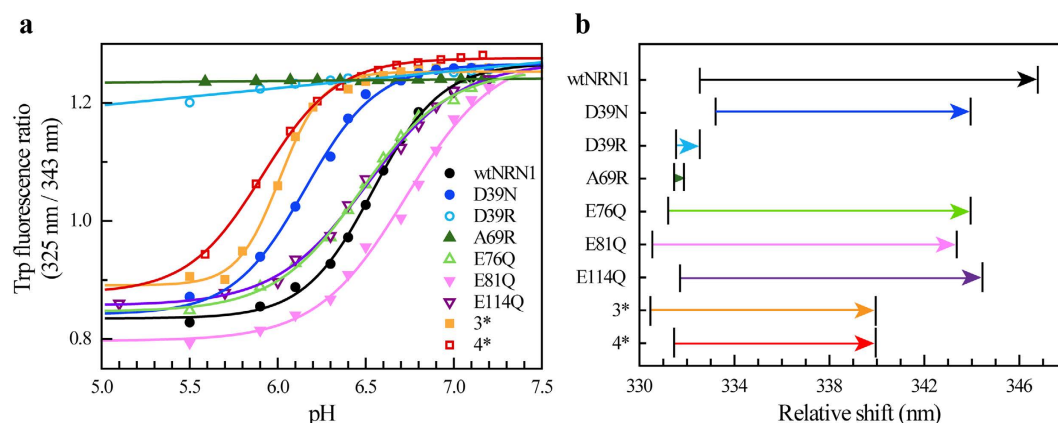 a
Trp fluorescence ratio
(325 nm / 343 nm)
1.2
1.0
0.8
5.0 5.5 6.0 6.5 7.0 7.5
pH
wtNRN1
D39N
D39R
A69R
E76Q
E81Q
E114Q
3*
4*
b
wtNRN1
D39N
D39R
A69R
E76Q
E81Q
E114Q
3*
4*
330 334 338 342 346
Relative shift (nm)